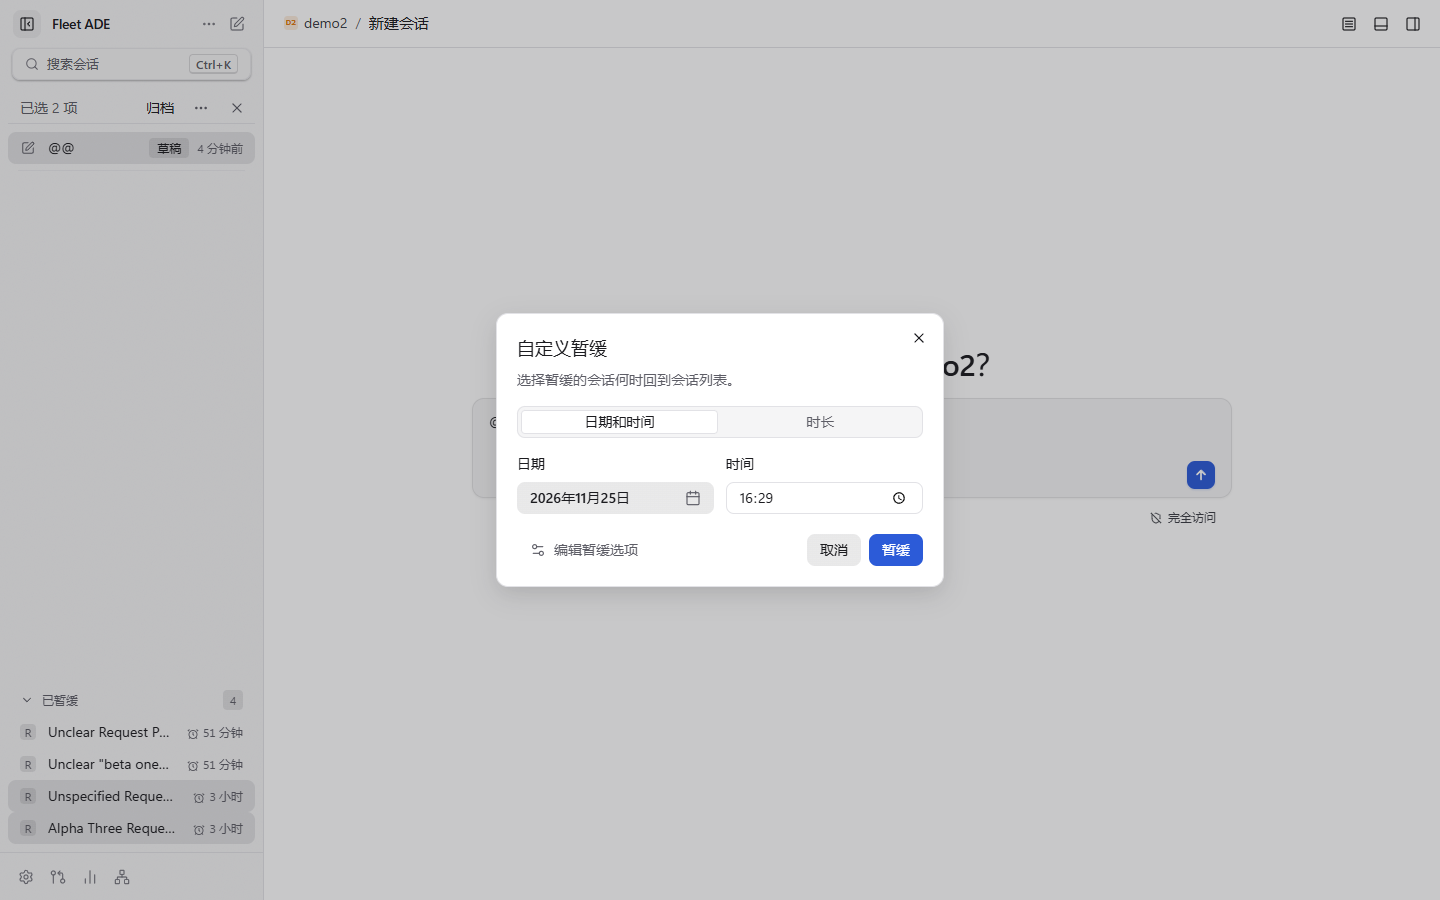 Fleet ADE
搜索会话
Ctrl+K
已选 2 项
归档
@@
草稿
4 分钟前
已暂缓
4
R
Unclear Request P...
51 分钟
R
Unclear "beta one...
51 分钟
R
Unspecified Reque...
3 小时
R
Alpha Three Reque...
3 小时
D2
demo2 / 新建会话
o2?
完全访问
自定义暂缓
选择暂缓的会话何时回到会话列表。
日期和时间
时长
日期
时间
2026年11月25日
16:29
编辑暂缓选项
取消
暂缓